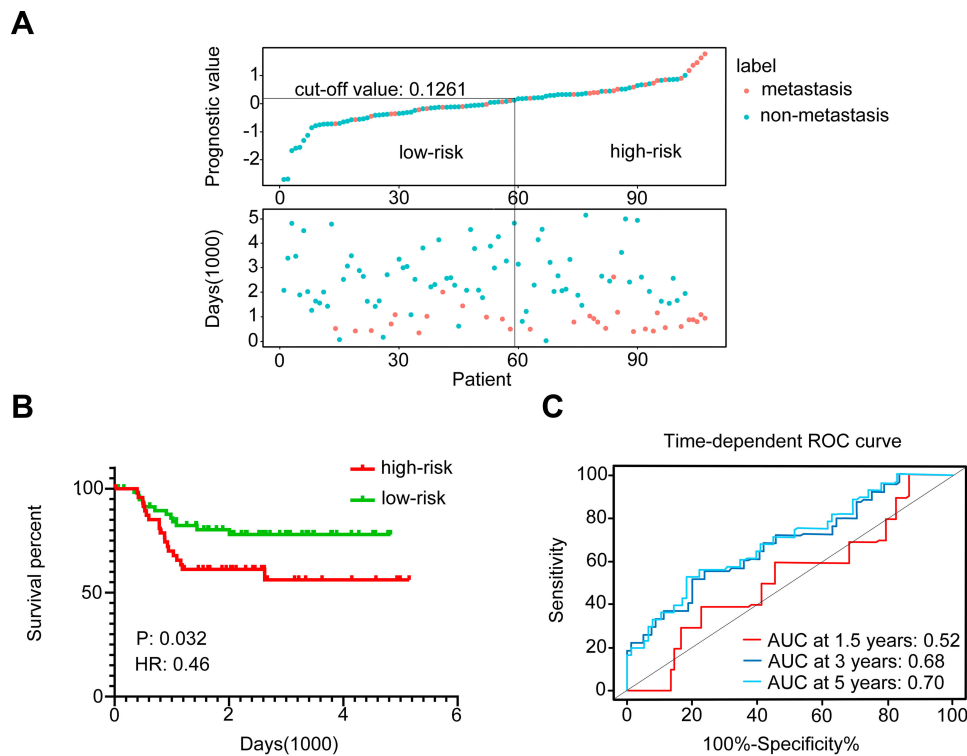 A
Prognostic value
1
0
-1
-2
cut-off value: 0.1261
low-risk
high-risk
0
30
60
90
label
metastasis
non-metastasis
Days(1000)
5
4
3
2
1
0
0
30
60
90
Patient
B
Survival percent
100
50
0
high-risk
low-risk
P: 0.032
HR: 0.46
0
2
4
6
Days(1000)
C
Time-dependent ROC curve
Sensitivity
100
80
60
40
20
0
AUC at 1.5 years: 0.52
AUC at 3 years: 0.68
AUC at 5 years: 0.70
0
20
40
60
80
100
100%-Specificity%